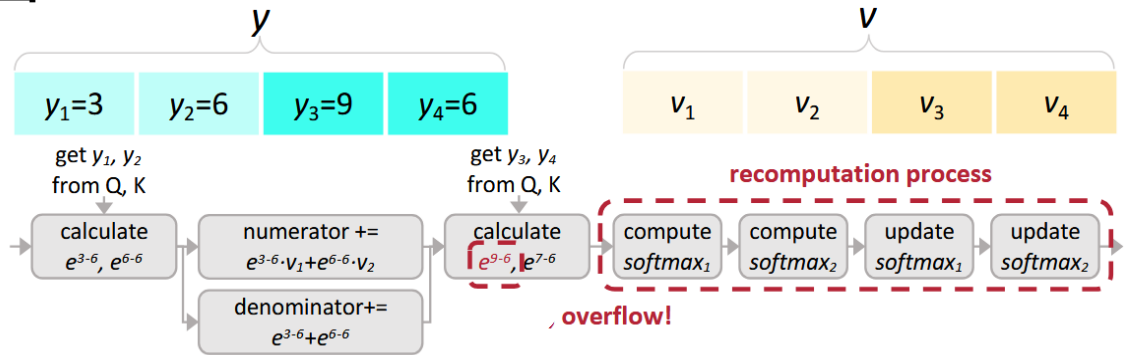 y
v
y₁=3 y₂=6 y₃=9 y₄=6
v₁ v₂ v₃ v₄
get y₁, y₂
from Q, K
get y₃, y₄
from Q, K
recomputation process
calculate
e³⁻⁶, e⁶⁻⁶
numerator +=
e³⁻⁶·v₁+e⁶⁻⁶·v₂
denominator+=
e³⁻⁶+e⁶⁻⁶
calculate
e⁹⁻⁶, e⁷⁻⁶
compute
softmax₁
compute
softmax₂
update
softmax₁
update
softmax₂
, overflow!